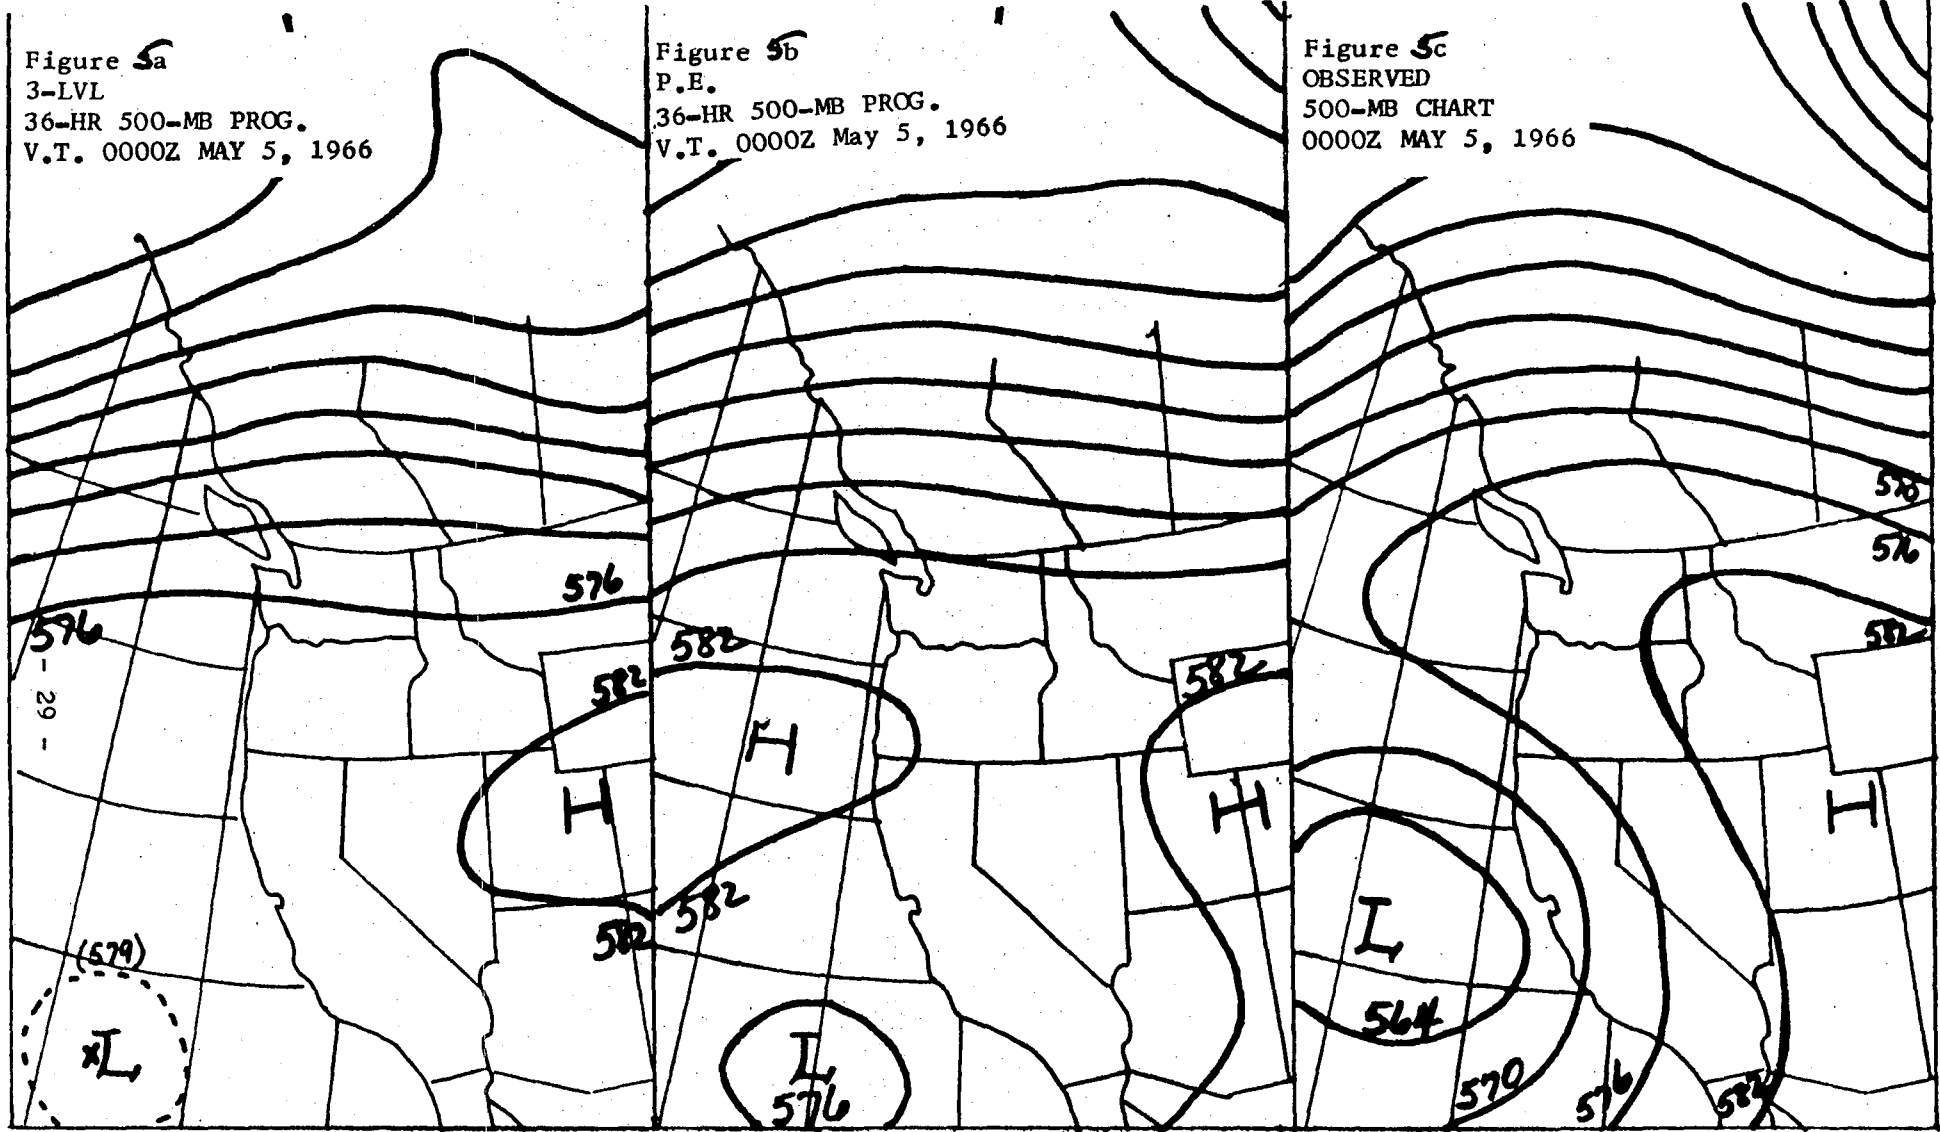 Figure 5a
3-LVL
36-HR 500-MB PROG.
V.T. 0000Z MAY 5, 1966
576
576
- 29 -
582
H
582
(579)
xL
Figure 5b
P.E.
36-HR 500-MB PROG.
V.T. 0000Z May 5, 1966
582
582
H
H
582
L
576
Figure 5c
OBSERVED
500-MB CHART
0000Z MAY 5, 1966
570
576
582
H
L
564
570
576
582